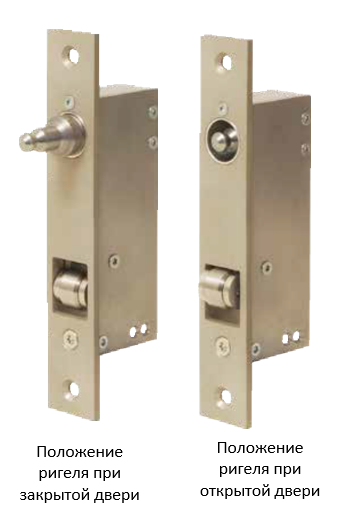 Положение
ригеля при
закрытой двери
Положение
ригеля при
открытой двери